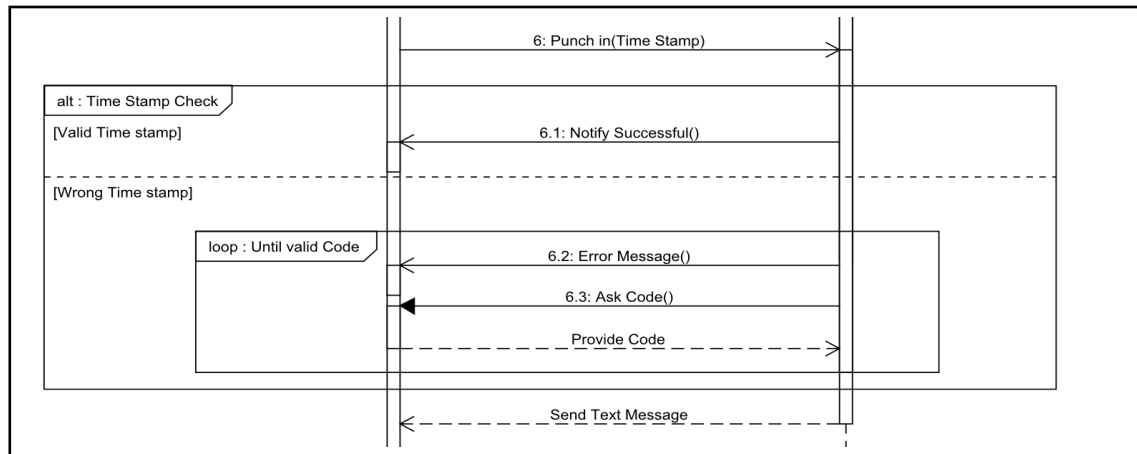 6: Punch in(Time Stamp)
alt : Time Stamp Check
[Valid Time stamp]
6.1: Notify Successful()
[Wrong Time stamp]
loop : Until valid Code
6.2: Error Message()
6.3: Ask Code()
Provide Code
Send Text Message